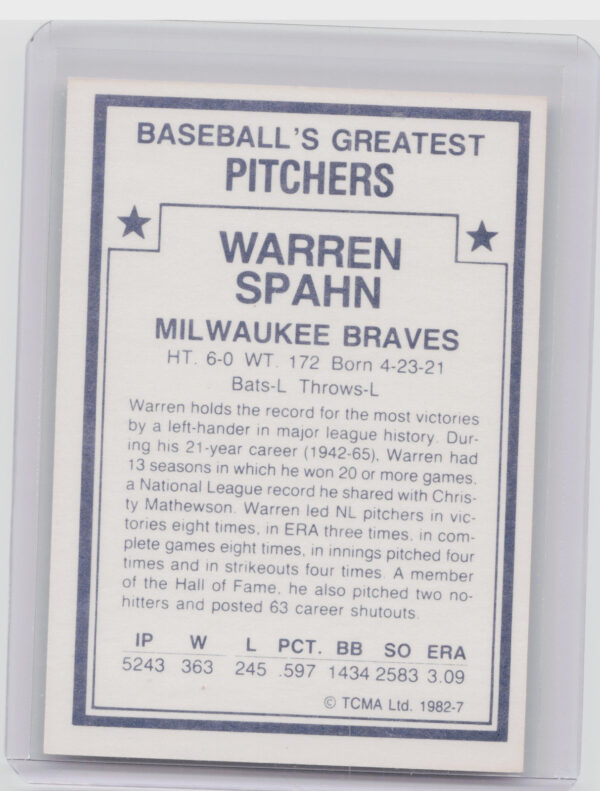 BASEBALL'S GREATEST
PITCHERS
WARREN
SPAHN
MILWAUKEE BRAVES
HT. 6-0 WT. 172 Born 4-23-21
Bats-L Throws-L
Warren holds the record for the most victories
by a left-hander in major league history. Dur-
ing his 21-year career (1942-65), Warren had
13 seasons in which he won 20 or more games,
a National League record he shared with Chris-
ty Mathewson. Warren led NL pitchers in vic-
tories eight times, in ERA three times, in com-
plete games eight times, in innings pitched four
times and in strikeouts four times. A member
of the Hall of Fame, he also pitched two no-
hitters and posted 63 career shutouts.
IP W L PCT. BB SO ERA
5243 363 245 .597 1434 2583 3.09
© TCMA Ltd. 1982-7